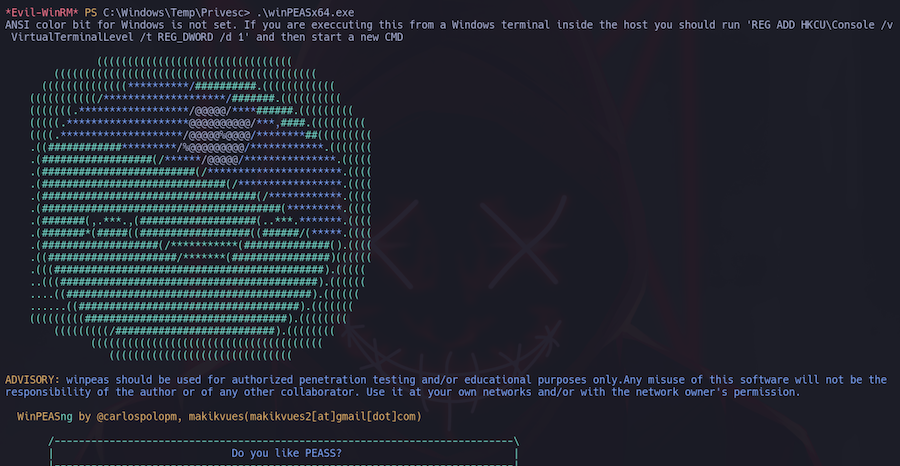 *Evil-WinRM* PS C:\Windows\Temp\Privesc> .\winPEASx64.exe
ANSI color bit for Windows is not set. If you are execcuting this from a Windows terminal inside the host you should run 'REG ADD HKCU\Console /v
VirtualTerminalLevel /t REG_DWORD /d 1' and then start a new CMD
ADVISORY: winpeas should be used for authorized penetration testing and/or educational purposes only.Any misuse of this software will not be the
responsibility of the author or of any other collaborator. Use it at your own networks and/or with the network owner's permission.
WinPEASng by @carlospolopm, makikvues(makikvues2[at]gmail[dot]com)
Do you like PEASS?